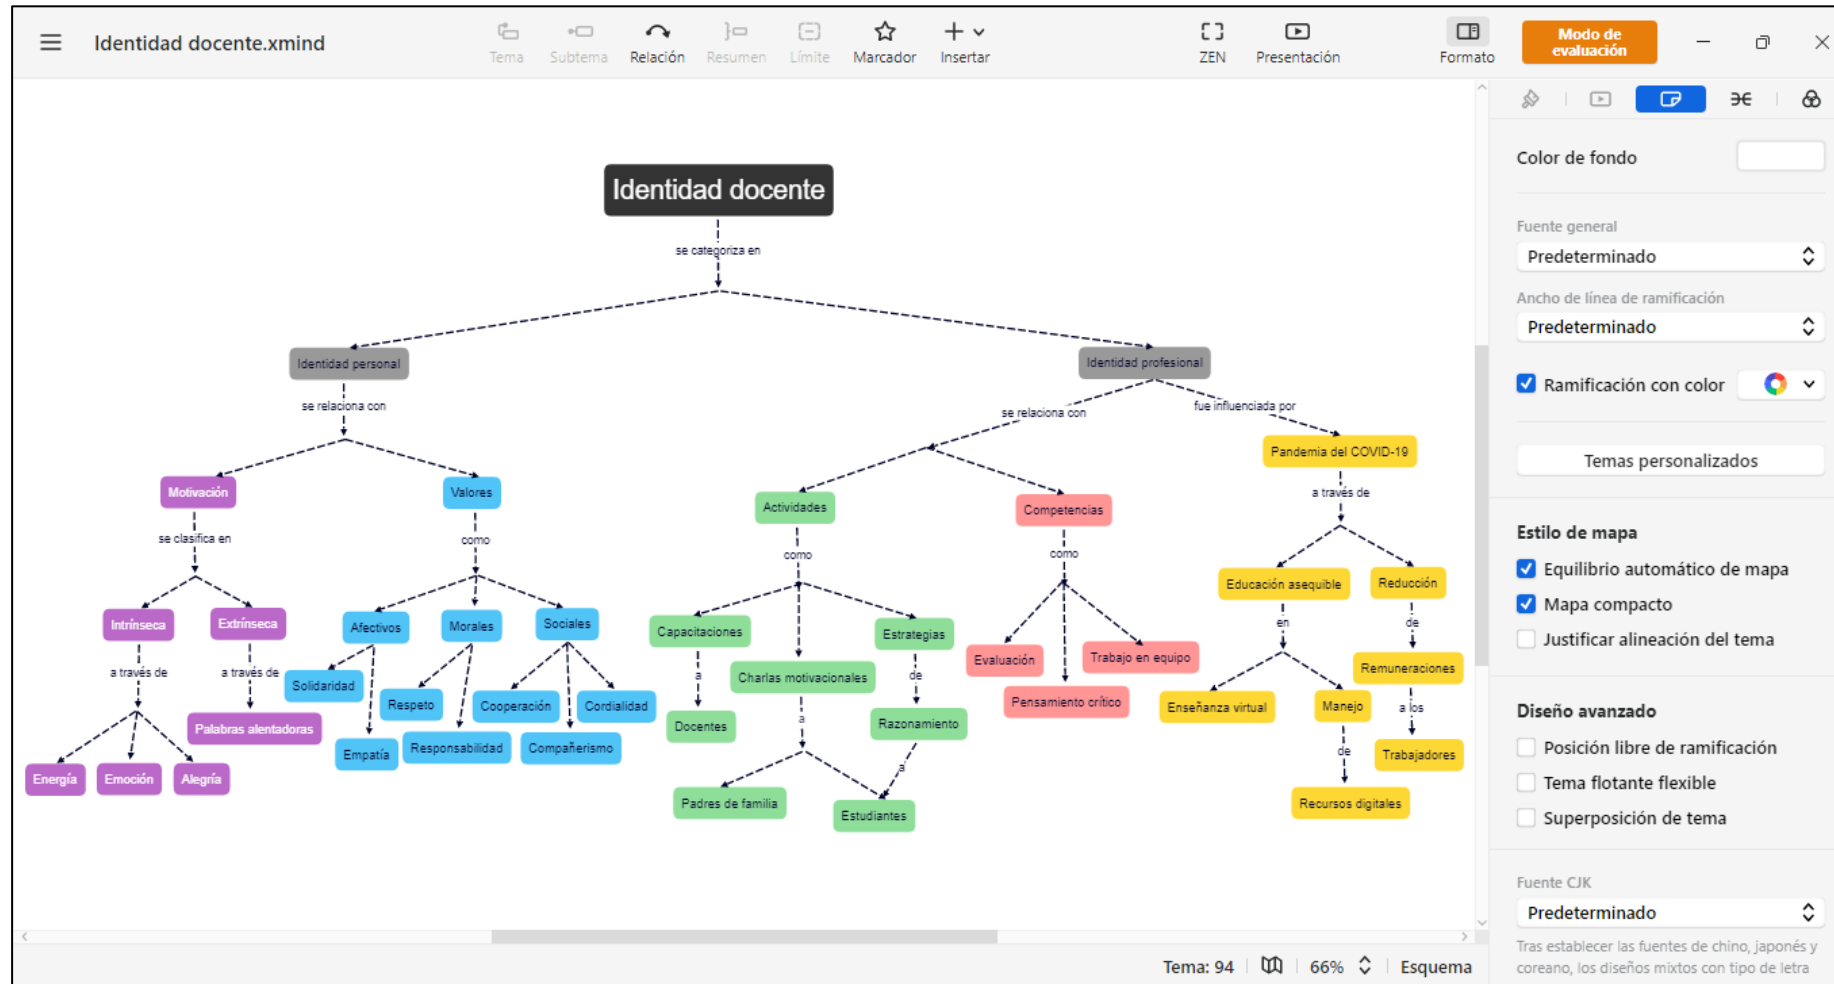 Identidad docente.xmind
Tema
Subtema
Relación
Resumen
Límite
Marcador
Insertar
ZEN
Presentación
Formato
Modo de
evaluación
Identidad docente
se categoriza en
Identidad personal
Identidad profesional
se relaciona con
se relaciona con
fue influenciada por
Pandemia del COVID-19
Motivación
Valores
Actividades
Competencias
a través de
se clasifica en
como
como
como
Educación asequible
Reducción
Intrínseca
Extrínseca
Afectivos
Morales
Sociales
Capacitaciones
Estrategias
en
de
Evaluación
Trabajo en equipo
Remuneraciones
a través de
a través de
Solidaridad
a
Charlas motivacionales
de
Respeto
Cooperación
Cordialidad
Pensamiento crítico
Enseñanza virtual
Manejo
a los
Palabras alentadoras
Docentes
a
Razonamiento
Empatía
Responsabilidad
Compañerismo
de
Trabajadores
a
Energía
Emoción
Alegría
Padres de familia
Estudiantes
Recursos digitales
Color de fondo
Fuente general
Predeterminado
Ancho de línea de ramificación
Predeterminado
Ramificación con color
Temas personalizados
Estilo de mapa
Equilibrio automático de mapa
Mapa compacto
Justificar alineación del tema
Diseño avanzado
Posición libre de ramificación
Tema flotante flexible
Superposición de tema
Fuente CJK
Predeterminado
Tras establecer las fuentes de chino, japonés y
coreano, los diseños mixtos con tipo de letra
Tema: 94
66%
Esquema